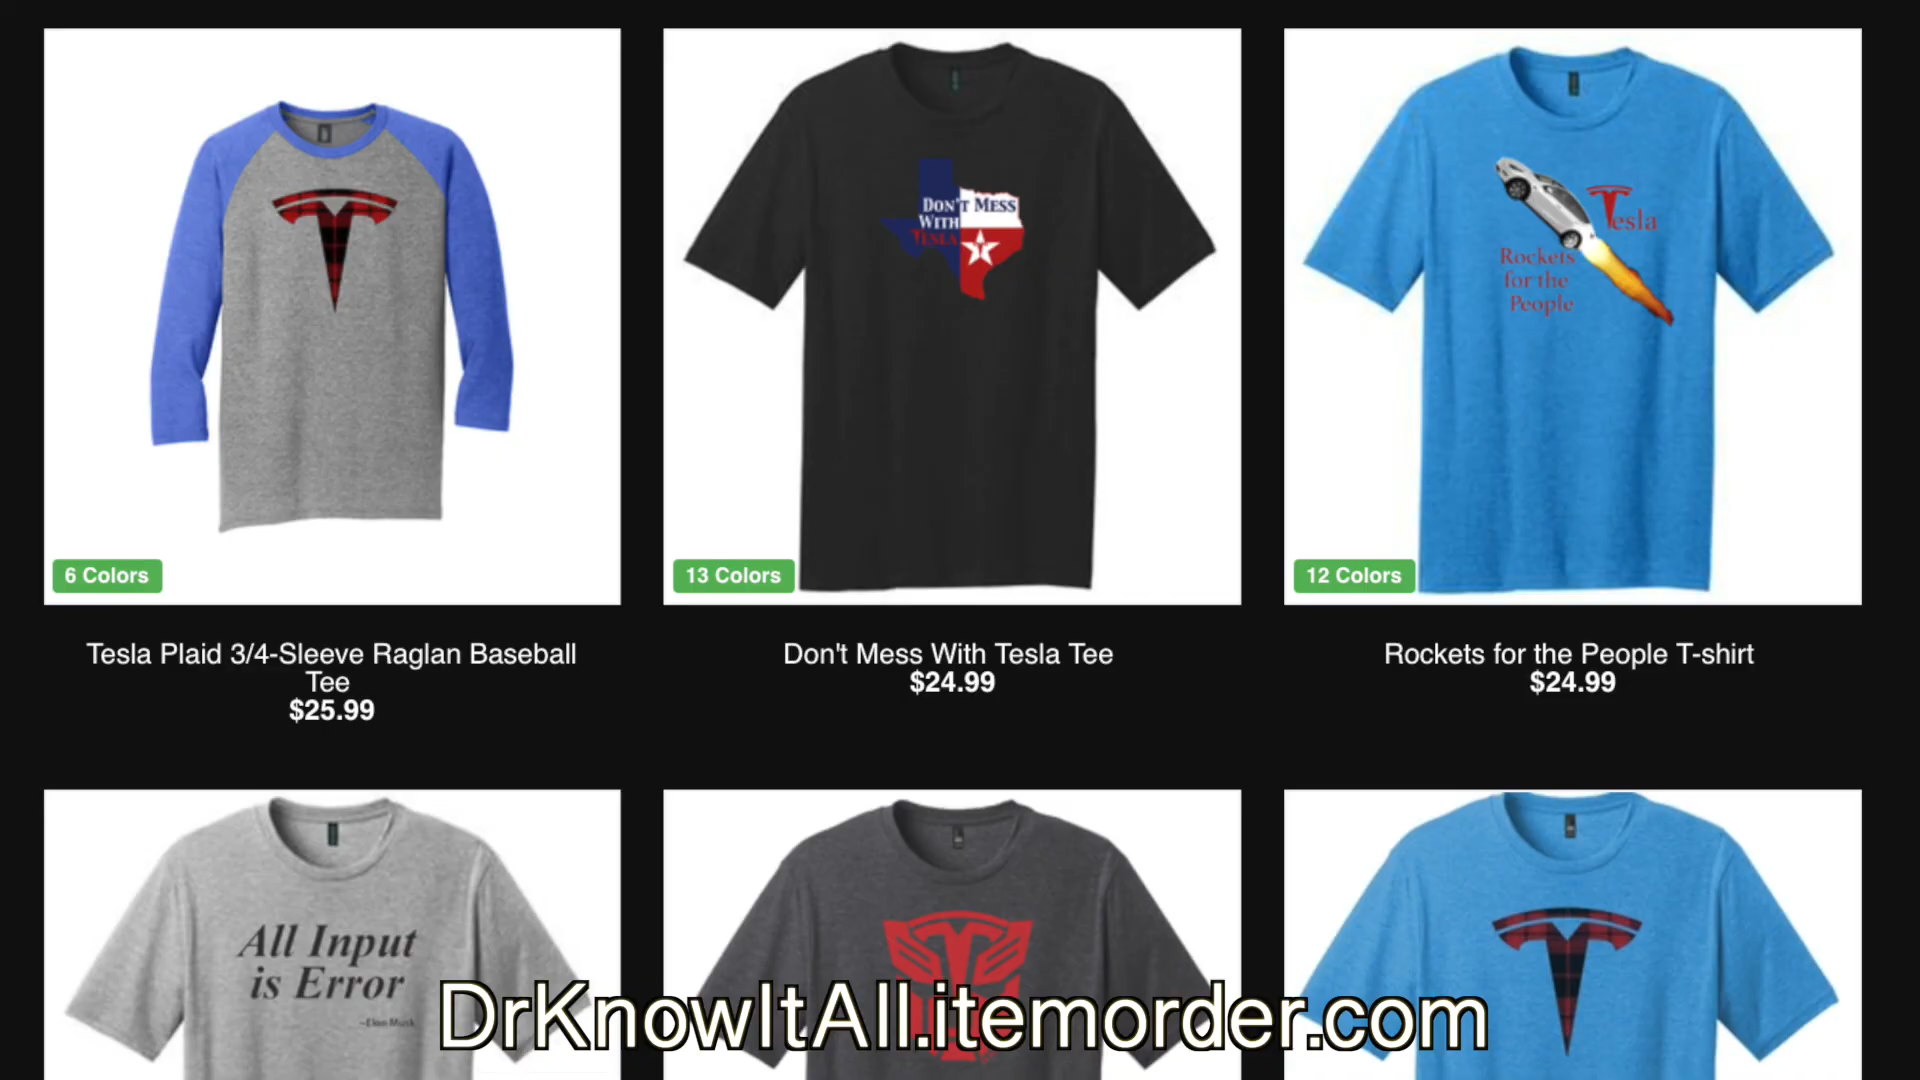 DON'T MESS
WITH
TESLA
Tesla
Rockets
for the
People
6 Colors
13 Colors
12 Colors
Tesla Plaid 3/4-Sleeve Raglan Baseball
Tee
$25.99
Don't Mess With Tesla Tee
$24.99
Rockets for the People T-shirt
$24.99
All Input
is Error
~Elon Musk
DrKnowItAll.itemorder.com